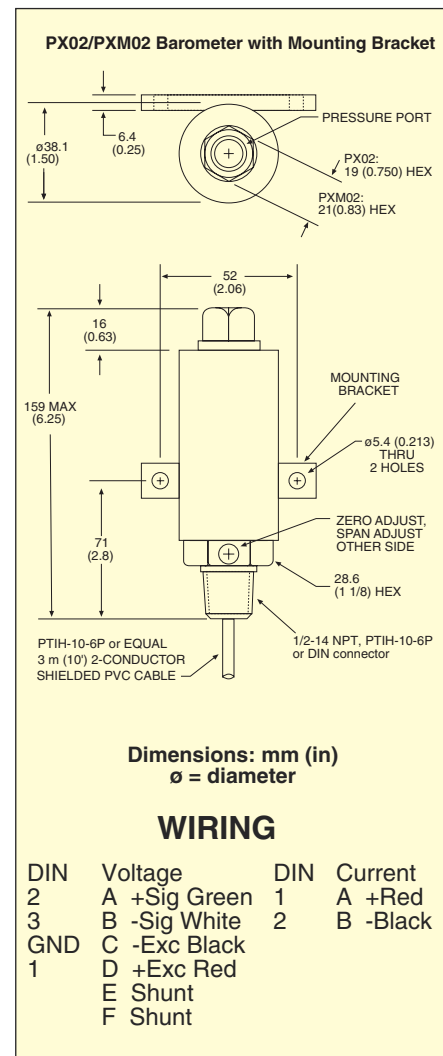 PX02/PXM02 Barometer with Mounting Bracket
PRESSURE PORT
6.4
(0.25)
ø38.1
(1.50)
PX02:
19 (0.750) HEX
PXM02:
21(0.83) HEX
52
(2.06)
16
(0.63)
MOUNTING
BRACKET
159 MAX
(6.25)
ø5.4 (0.213)
THRU
2 HOLES
71
(2.8)
ZERO ADJUST,
SPAN ADJUST
OTHER SIDE
28.6
(1 1/8) HEX
PTIH-10-6P or EQUAL
3 m (10') 2-CONDUCTOR
SHIELDED PVC CABLE
1/2-14 NPT, PTIH-10-6P
or DIN connector
Dimensions: mm (in)
ø = diameter
WIRING
DIN Voltage DIN Current
2 A +Sig Green 1 A +Red
3 B -Sig White 2 B -Black
GND C -Exc Black
1 D +Exc Red
E Shunt
F Shunt